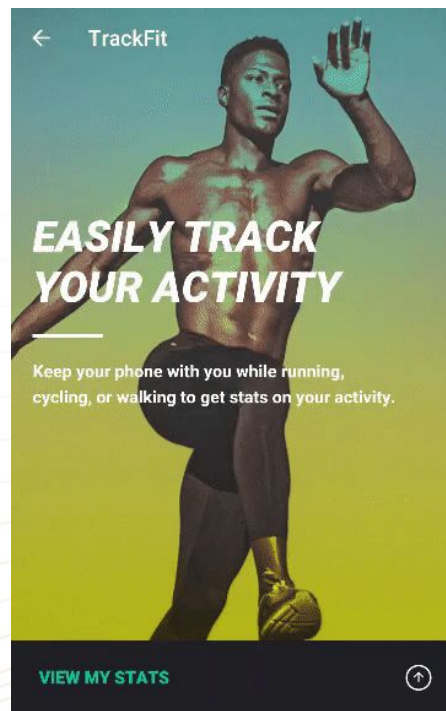 TrackFit
EASILY TRACK
YOUR ACTIVITY
Keep your phone with you while running,
cycling, or walking to get stats on your activity.
VIEW MY STATS